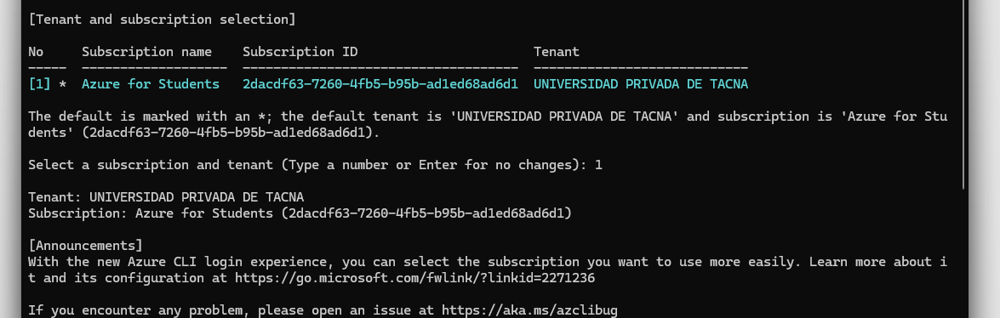 [Tenant and subscription selection]
No     Subscription name    Subscription ID                       Tenant
-----  -------------------  ------------------------------------  ----------------------------
[1] *  Azure for Students   2dacdf63-7260-4fb5-b95b-ad1ed68ad6d1  UNIVERSIDAD PRIVADA DE TACNA
The default is marked with an *; the default tenant is 'UNIVERSIDAD PRIVADA DE TACNA' and subscription is 'Azure for Stu
dents' (2dacdf63-7260-4fb5-b95b-ad1ed68ad6d1).
Select a subscription and tenant (Type a number or Enter for no changes): 1
Tenant: UNIVERSIDAD PRIVADA DE TACNA
Subscription: Azure for Students (2dacdf63-7260-4fb5-b95b-ad1ed68ad6d1)
[Announcements]
With the new Azure CLI login experience, you can select the subscription you want to use more easily. Learn more about i
t and its configuration at https://go.microsoft.com/fwlink/?linkid=2271236
If you encounter any problem, please open an issue at https://aka.ms/azclibug